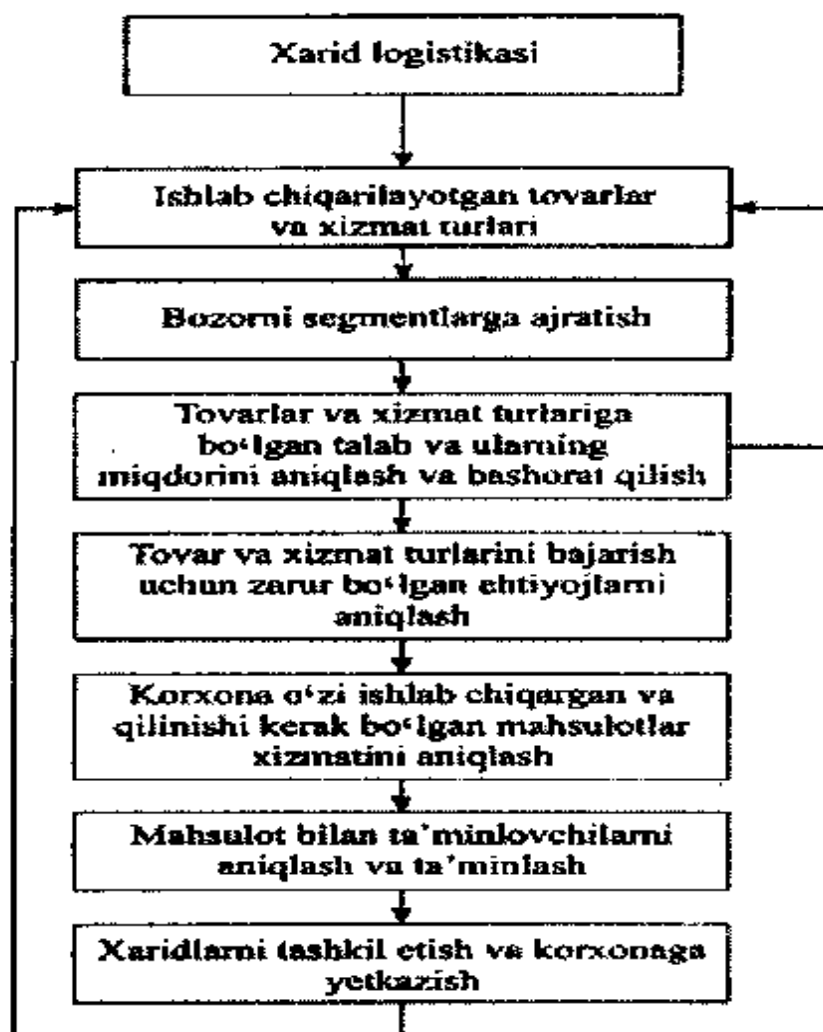 Xarid logistikasi
Ishlab chiqarilayotgan tovarlar
va xizmat turlari
Bozorni segmentlarga ajratish
Tovarlar va xizmat turlariga
bo‘lgan talab va ularning
miqdorini aniqlash va bashorat qilish
Tovar va xizmat turlarini bajarish
uchun zarur bo‘lgan ehtiyojlarni
aniqlash
Korxona o‘zi ishlab chiqargan va
qilinishi kerak bo‘lgan mahsulotlar
xizmatini aniqlash
Mahsulot bilan ta’minlovchilarni
aniqlash va ta’minlash
Xaridlarni tashkil etish va korxonaga
yetkazish